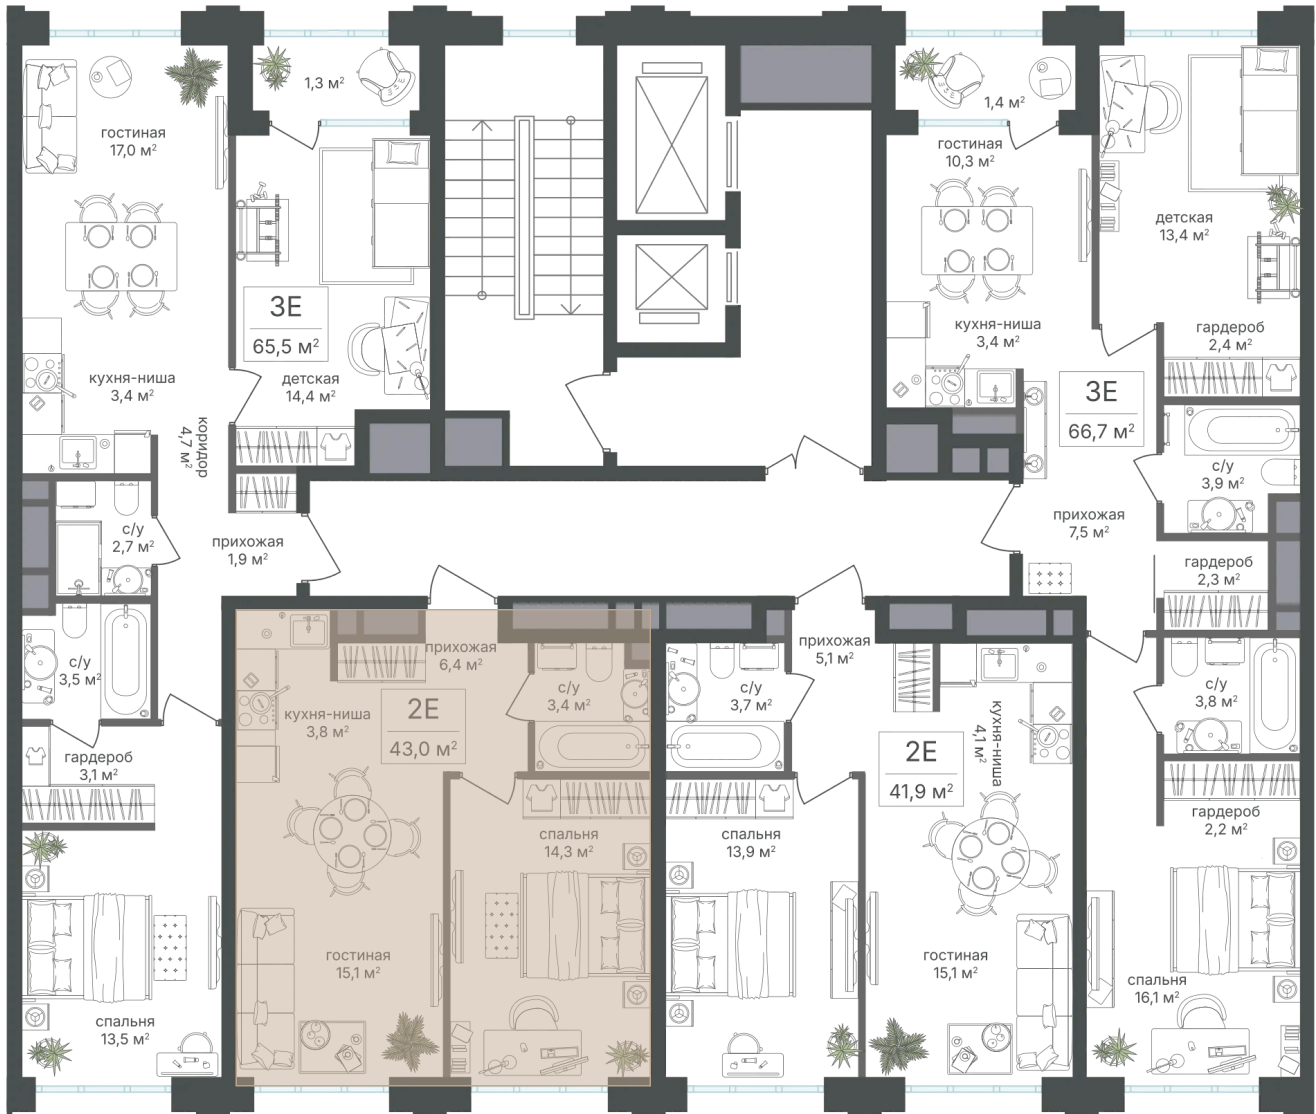 гостиная
17,0 м²
1,3 м²
3Е
65,5 м²
детская
14,4 м²
кухня-ниша
3,4 м²
коридор
4,7 м²
с/у
2,7 м²
прихожая
1,9 м²
с/у
3,5 м²
гардероб
3,1 м²
спальня
13,5 м²
прихожая
6,4 м²
кухня-ниша
3,8 м²
2Е
43,0 м²
с/у
3,4 м²
спальня
14,3 м²
гостиная
15,1 м²
прихожая
5,1 м²
с/у
3,7 м²
кухня-ниша
4,1 м²
2Е
41,9 м²
спальня
13,9 м²
гостиная
15,1 м²
1,4 м²
гостиная
10,3 м²
детская
13,4 м²
кухня-ниша
3,4 м²
гардероб
2,4 м²
3Е
66,7 м²
с/у
3,9 м²
прихожая
7,5 м²
гардероб
2,3 м²
с/у
3,8 м²
гардероб
2,2 м²
спальня
16,1 м²